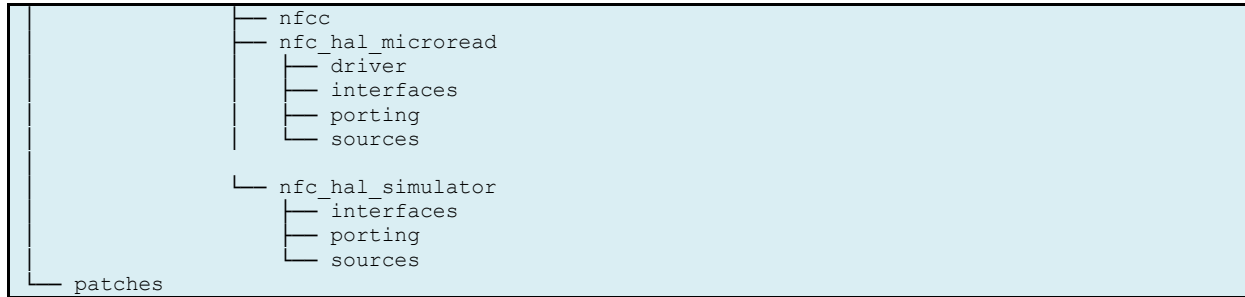 │               ├── nfcc
│               ├── nfc_hal_microread
│               │   ├── driver
│               │   ├── interfaces
│               │   ├── porting
│               │   └── sources
│
│               └── nfc_hal_simulator
│                   ├── interfaces
│                   ├── porting
│                   └── sources
└── patches